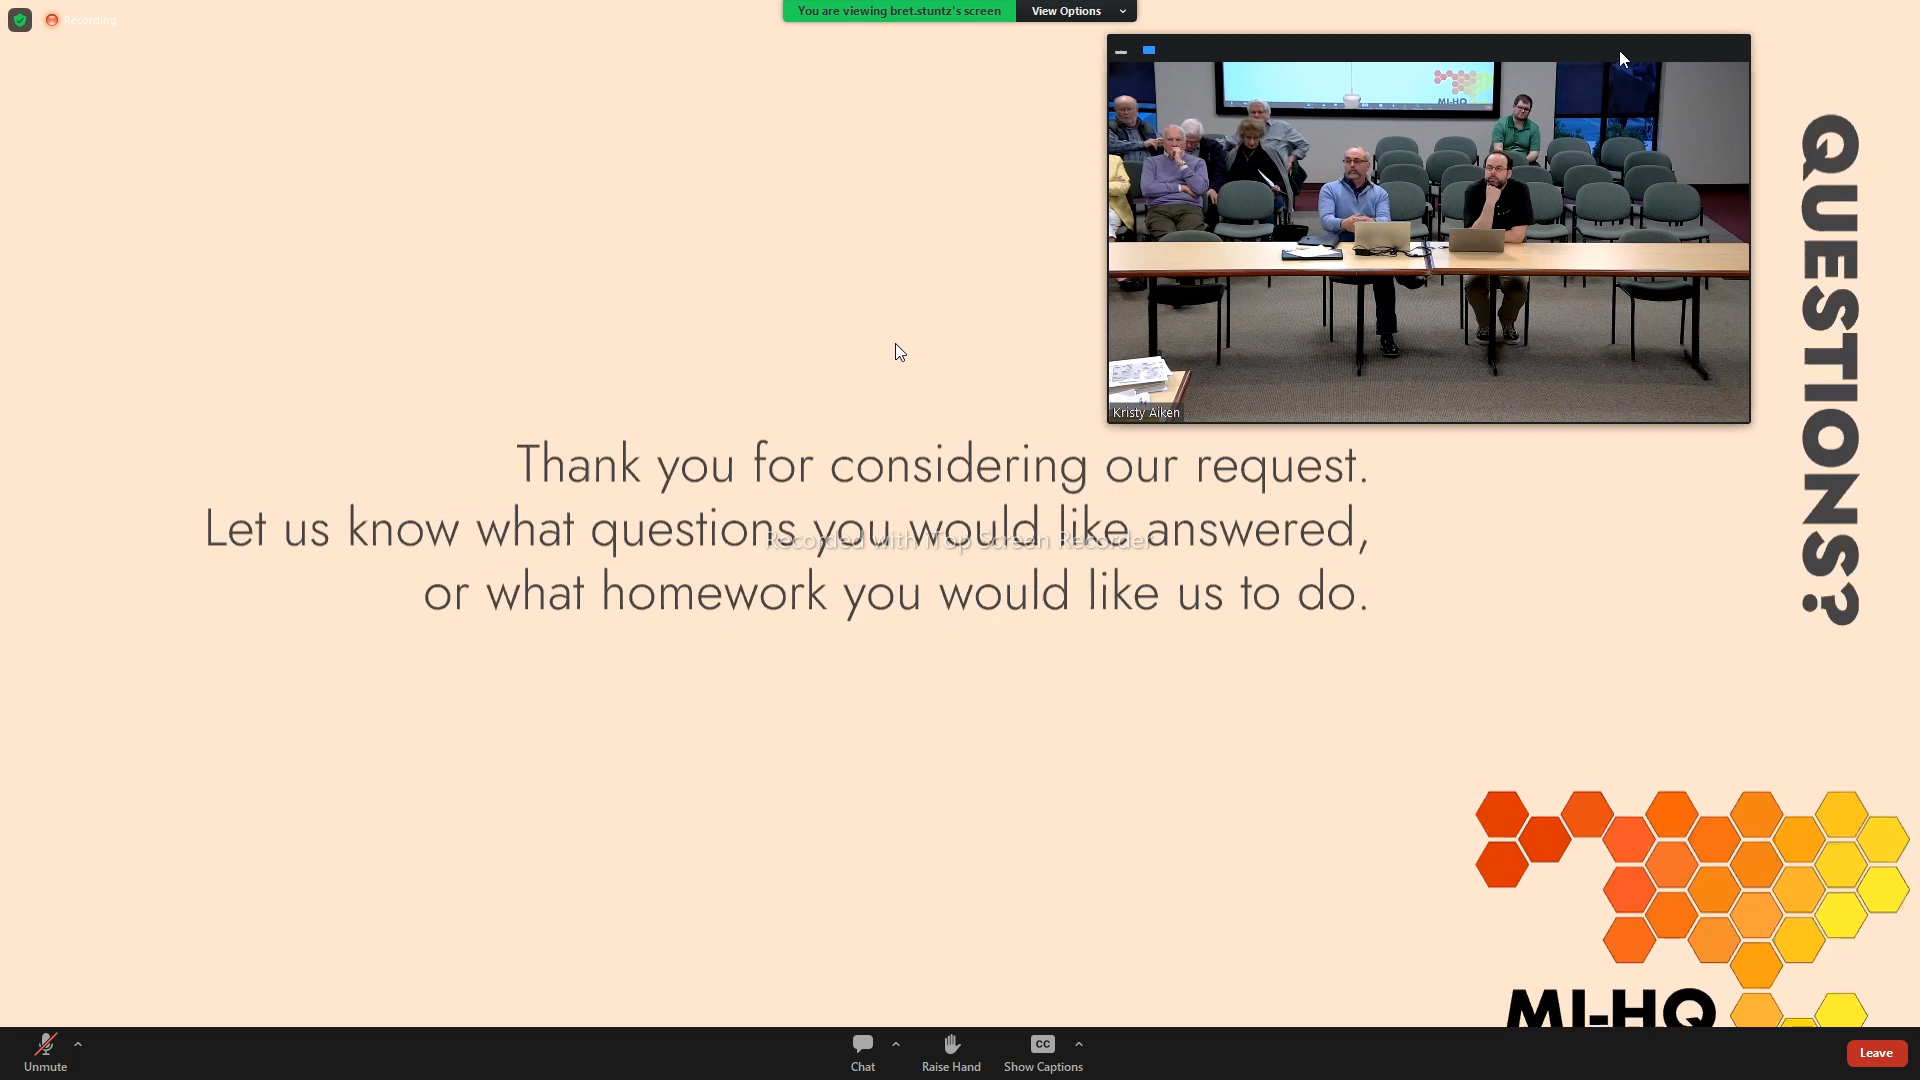 Recording
You are viewing bret.stuntz's screen
View Options
MI-HQ
Kristy Aiken
QUESTIONS?
Thank you for considering our request.
Let us know what questions you would like answered,
Recorded with iTop Screen Recorder
or what homework you would like us to do.
MI-HQ
Unmute
Chat
Raise Hand
CC
Show Captions
Leave